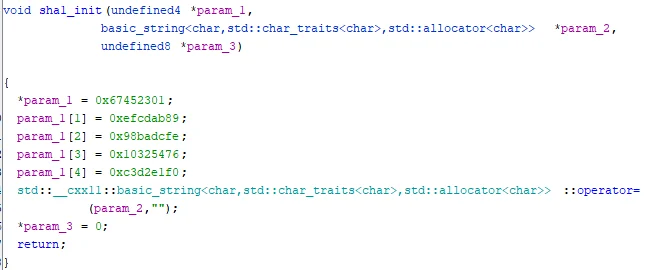 void sha1_init(undefined4 *param_1,
basic_string<char,std::char_traits<char>,std::allocator<char>> *param_2,
undefined8 *param_3)
{
*param_1 = 0x67452301;
param_1[1] = 0xefcdab89;
param_1[2] = 0x98badcfe;
param_1[3] = 0x10325476;
param_1[4] = 0xc3d2e1f0;
std::__cxx11::basic_string<char,std::char_traits<char>,std::allocator<char>> ::operator=
(param_2,"");
*param_3 = 0;
return;
}